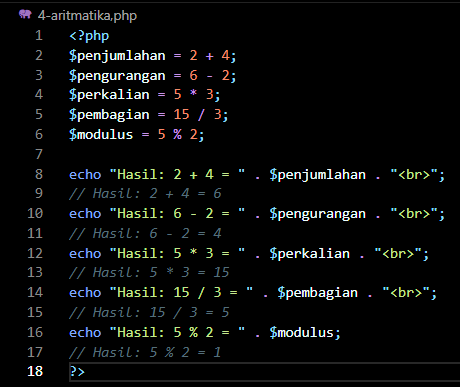 4-aritmatika.php
1 <?php
2 $penjumlahan = 2 + 4;
3 $pengurangan = 6 - 2;
4 $perkalian = 5 * 3;
5 $pembagian = 15 / 3;
6 $modulus = 5 % 2;
7
8 echo "Hasil: 2 + 4 = " . $penjumlahan . "<br>";
9 // Hasil: 2 + 4 = 6
10 echo "Hasil: 6 - 2 = " . $pengurangan . "<br>";
11 // Hasil: 6 - 2 = 4
12 echo "Hasil: 5 * 3 = " . $perkalian . "<br>";
13 // Hasil: 5 * 3 = 15
14 echo "Hasil: 15 / 3 = " . $pembagian . "<br>";
15 // Hasil: 15 / 3 = 5
16 echo "Hasil: 5 % 2 = " . $modulus;
17 // Hasil: 5 % 2 = 1
18 ?>